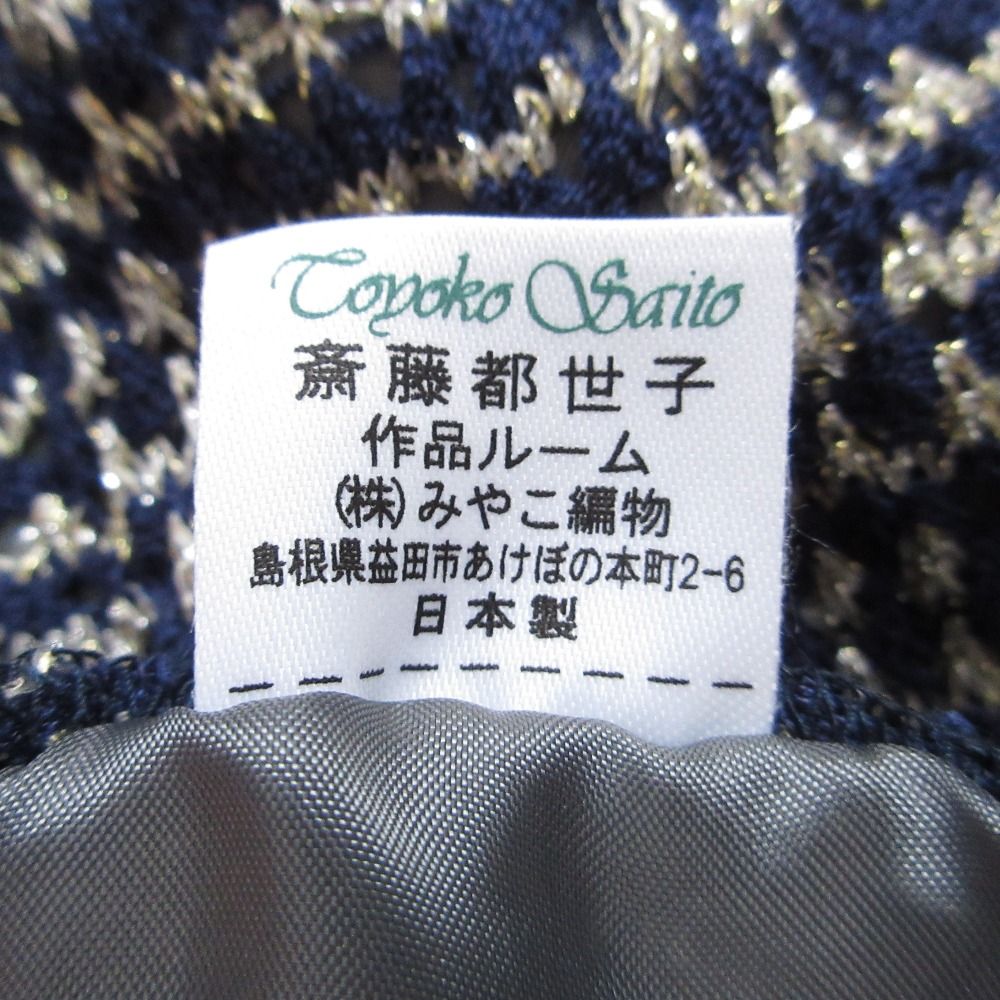 Toyoko Saito
斎藤都世子
作品ルーム
(株)みやこ編物
島根県益田市あけぼの本町2-6
日本製